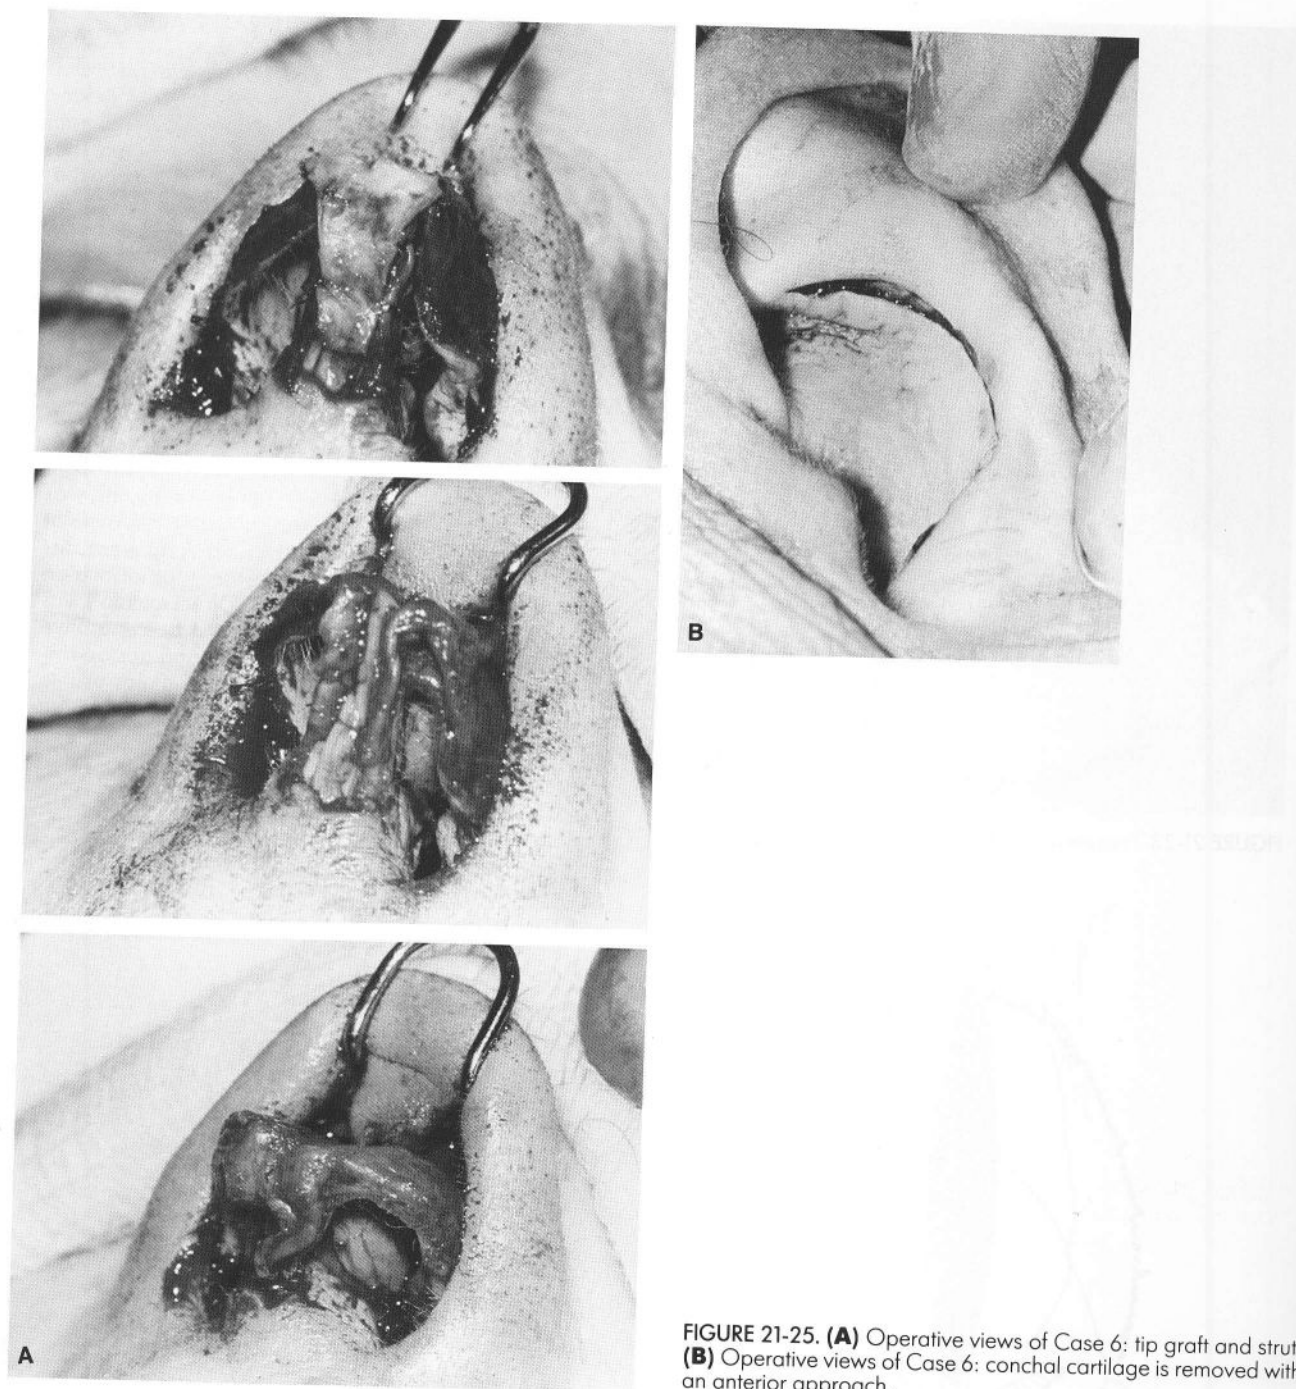 B
A
FIGURE 21-25. (A) Operative views of Case 6: tip graft and strut
(B) Operative views of Case 6: conchal cartilage is removed with
an anterior approach